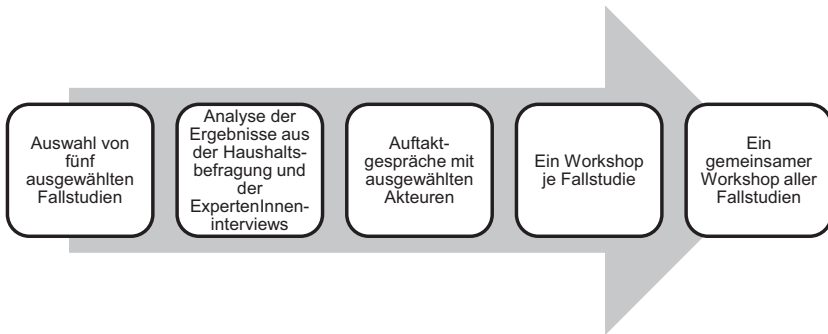 Auswahl von
fünf
ausgewählten
Fallstudien
Analyse der
Ergebnisse aus
der Haushalts-
befragung und
der
ExpertenInnen-
interviews
Auftakt-
gespräche mit
ausgewählten
Akteuren
Ein Workshop
je Fallstudie
Ein
gemeinsamer
Workshop aller
Fallstudien